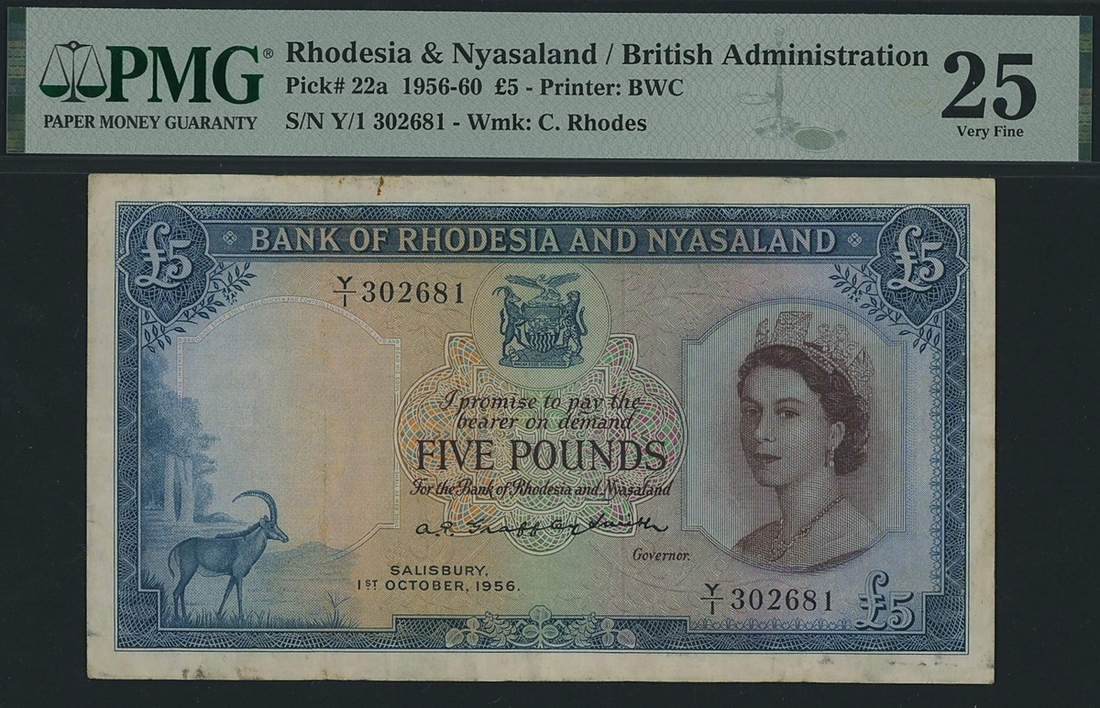 PMG®
PAPER MONEY GUARANTY
Rhodesia & Nyasaland / British Administration
Pick# 22a 1956-60 £5 - Printer: BWC
S/N Y/1 302681 - Wmk: C. Rhodes
25
Very Fine
£5 BANK OF RHODESIA AND NYASALAND £5
Y/1 302681
I promise to pay the
bearer on demand
FIVE POUNDS
For the Bank of Rhodesia and Nyasaland
Governor.
SALISBURY,
1ST OCTOBER, 1956.
Y/1 302681 £5